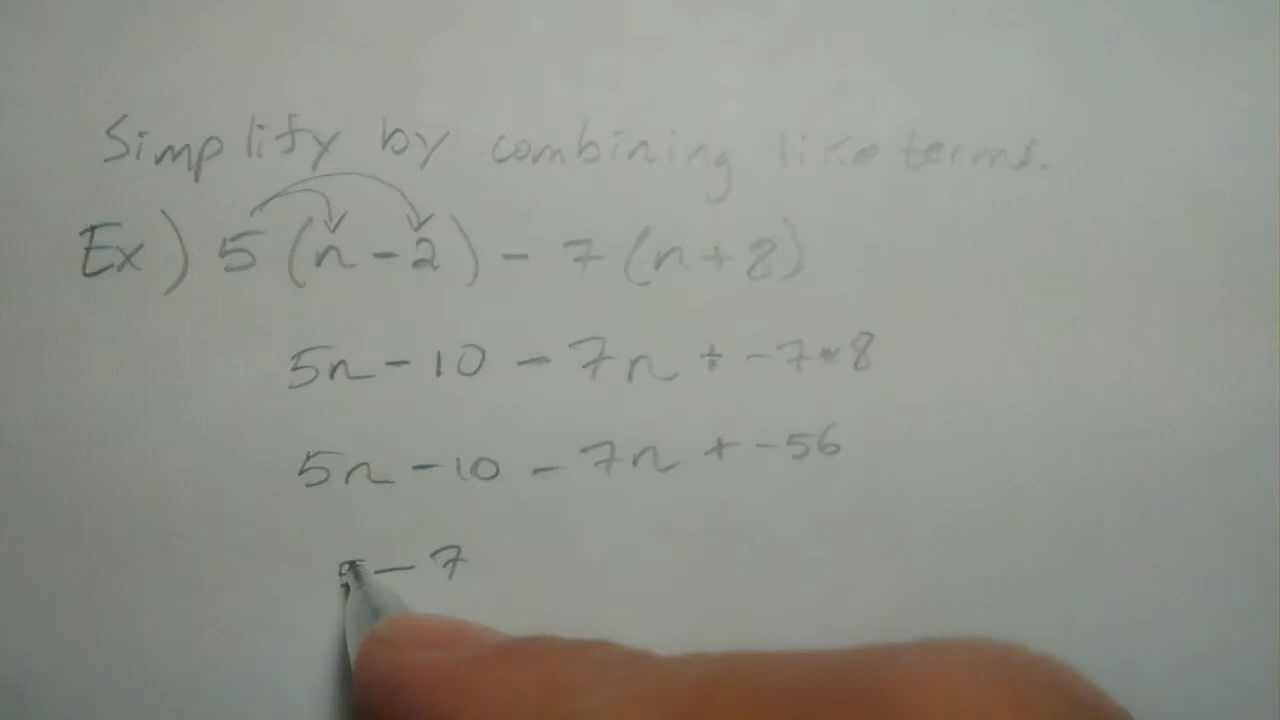 Simplify by combining like terms.
Ex) 5(n-2) - 7(n+8)
5n - 10 - 7n + -7•8
5n - 10 - 7n + -56
5 - 7